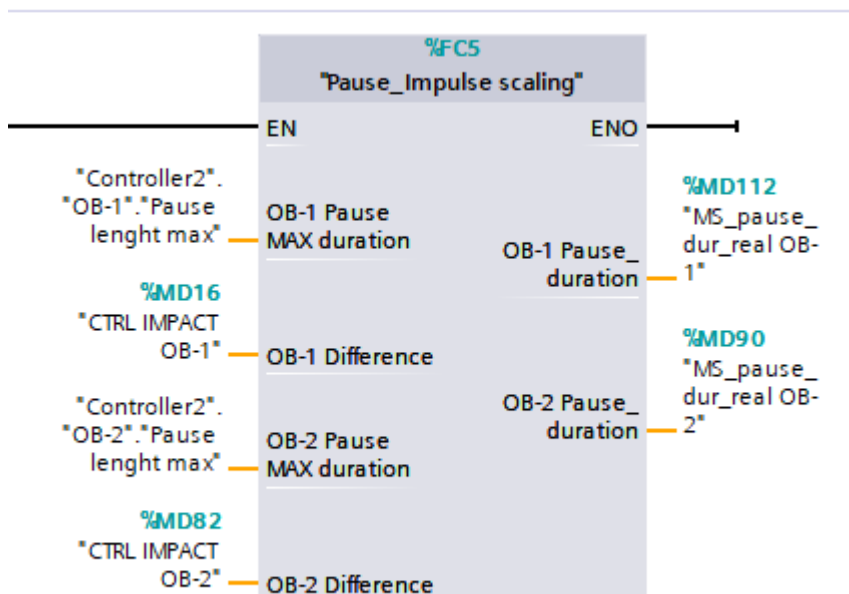 %FC5
"Pause_Impulse scaling"
EN
ENO
"Controller2".
"OB-1"."Pause
lenght max"
OB-1 Pause
MAX duration
%MD112
"MS_pause_
dur_real OB-
1"
OB-1 Pause_
duration
%MD16
"CTRL IMPACT
OB-1"
OB-1 Difference
%MD90
"MS_pause_
dur_real OB-
2"
OB-2 Pause_
duration
"Controller2".
"OB-2"."Pause
lenght max"
OB-2 Pause
MAX duration
%MD82
"CTRL IMPACT
OB-2"
OB-2 Difference